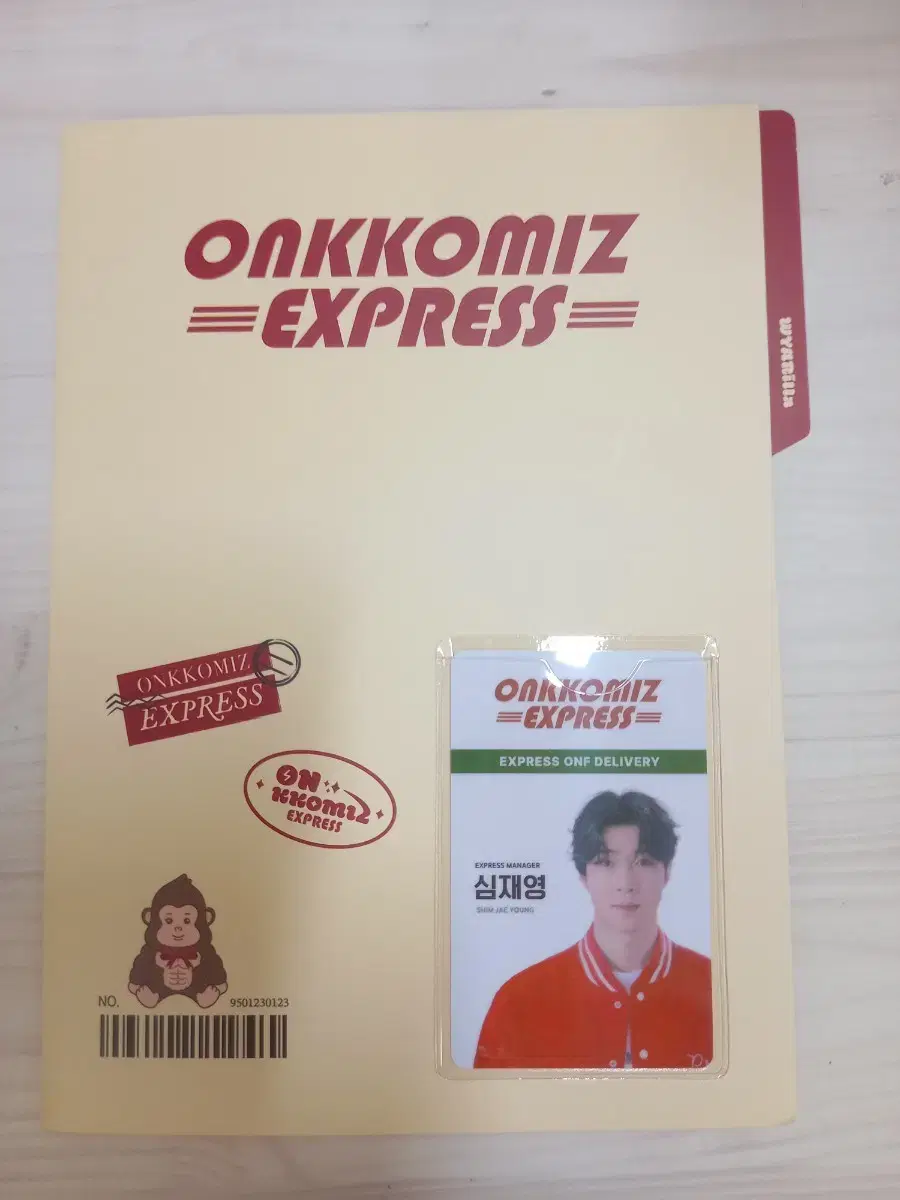 ONKKOMIZ
EXPRESS
WYANilla
ONKKOMIZ
EXPRESS
ON
KKOMIZ
EXPRESS
NO. 9501230123
ONKKOMIZ
EXPRESS
EXPRESS ONF DELIVERY
EXPRESS MANAGER
심재영
SHIM JAE YOUNG